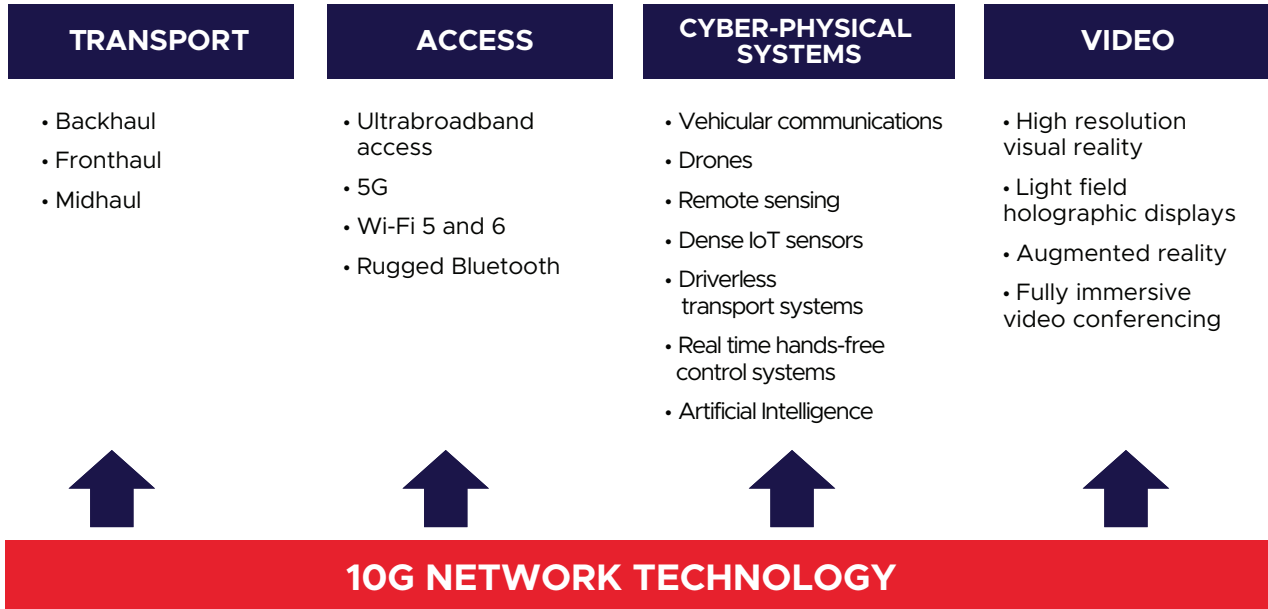 TRANSPORT
• Backhaul
• Fronthaul
• Midhaul
ACCESS
• Ultrabroadband
access
• 5G
• Wi-Fi 5 and 6
• Rugged Bluetooth
CYBER-PHYSICAL
SYSTEMS
• Vehicular communications
• Drones
• Remote sensing
• Dense IoT sensors
• Driverless
transport systems
• Real time hands-free
control systems
• Artificial Intelligence
VIDEO
• High resolution
visual reality
• Light field
holographic displays
• Augmented reality
• Fully immersive
video conferencing
10G NETWORK TECHNOLOGY